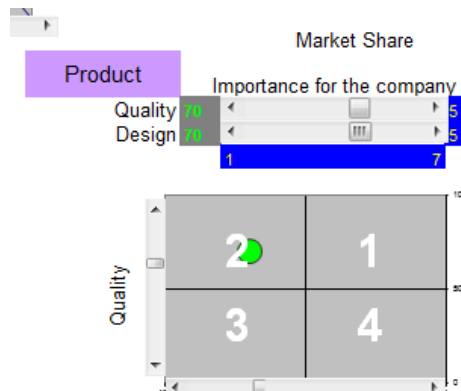 Market Share
Product
Importance for the company
Quality 70 5
Design 70 5
1 7
2 1
Quality
3 4